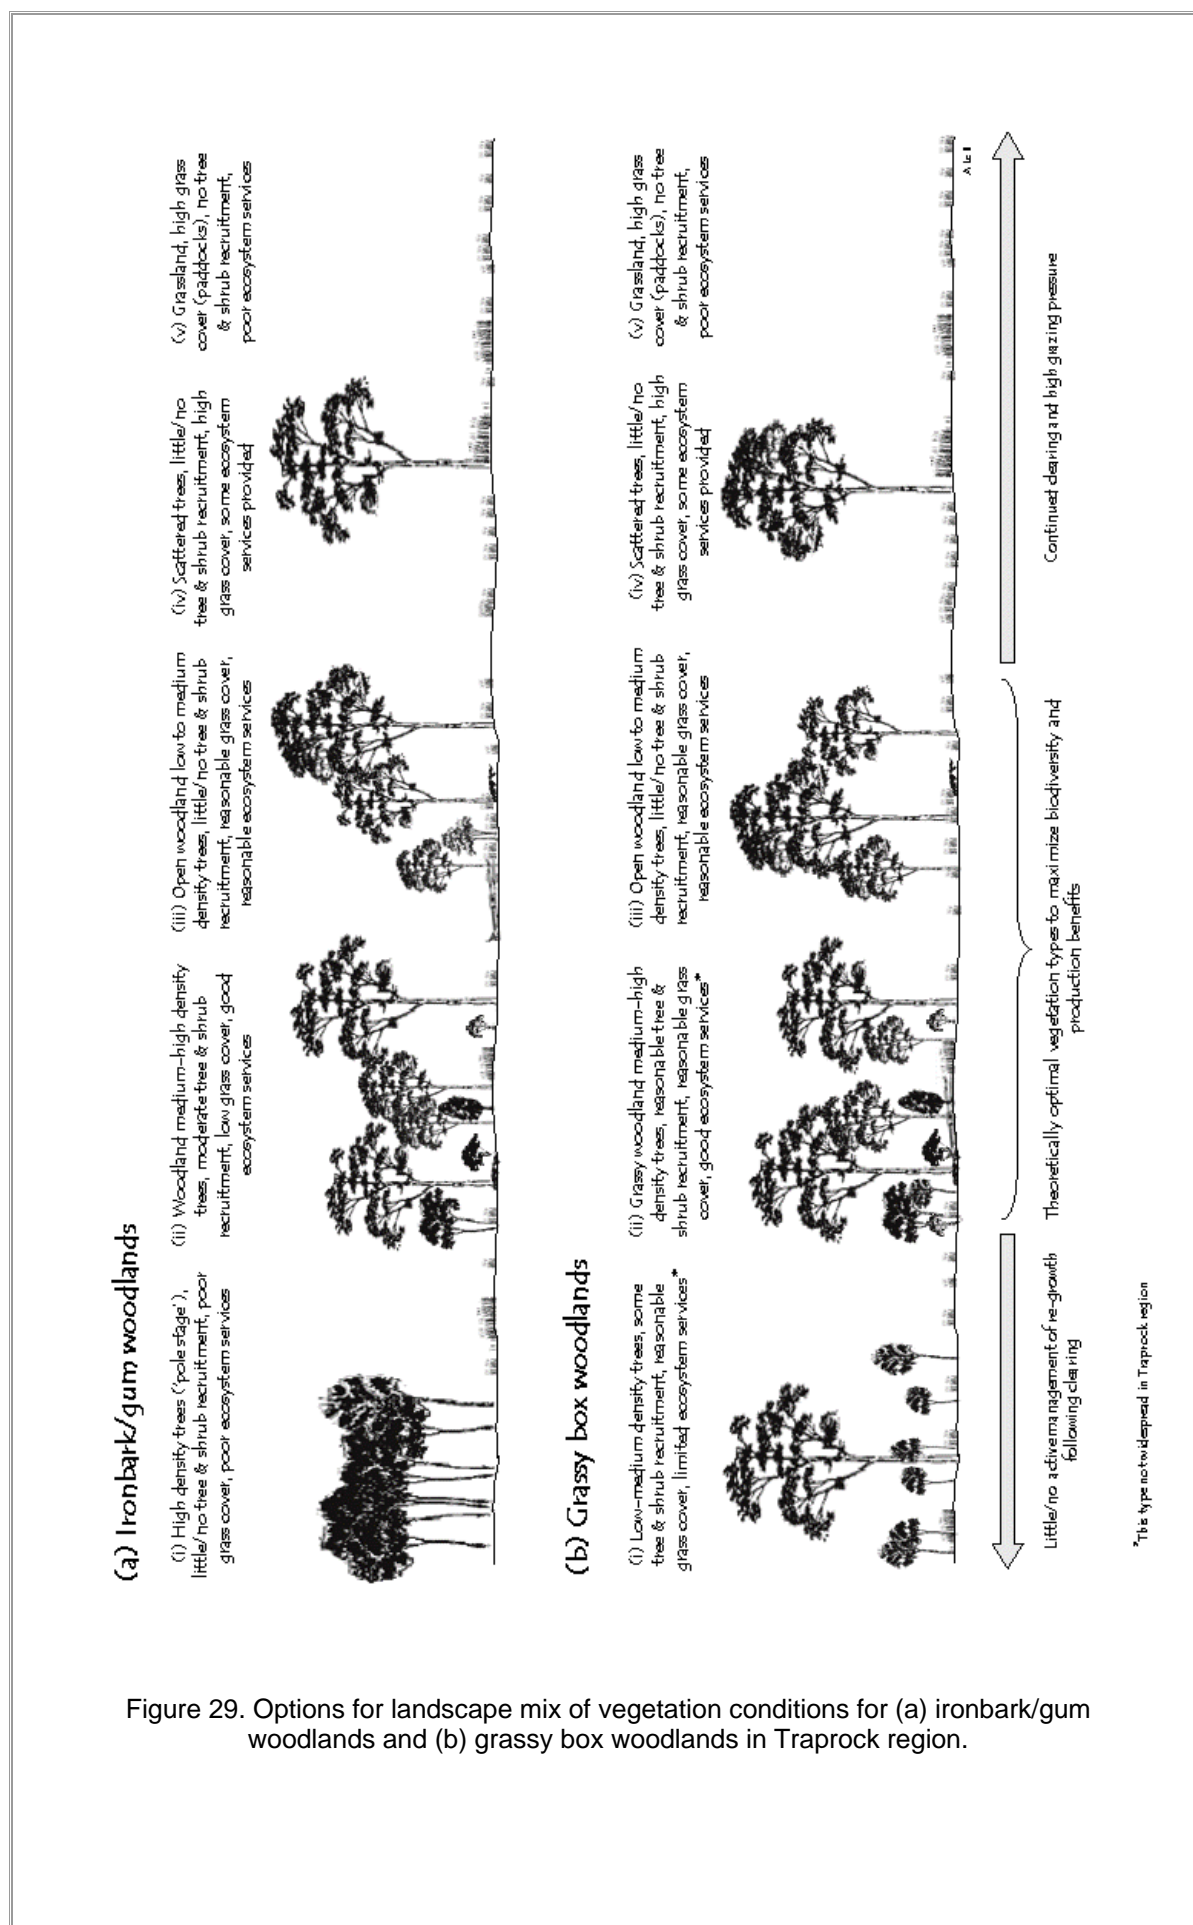 (a) Ironbark/gum woodlands
(i) High density trees ('pole stage'),
little/no tree & shrub recruitment, poor
grass cover, poor ecosystem services
(ii) Woodland medium-high density
trees, moderate tree & shrub
recruitment, low grass cover, good
ecosystem services
(iii) Open woodland low to medium
density trees, little/no tree & shrub
recruitment, reasonable grass cover,
reasonable ecosystem services
(iv) Scattered trees, little/no
tree & shrub recruitment, high
grass cover, some ecosystem
services provided
(v) Grassland, high grass
cover (paddocks), no tree
& shrub recruitment,
poor ecosystem services
(b) Grassy box woodlands
(i) Low-medium density trees, some
tree & shrub recruitment, reasonable
grass cover, limited ecosystem services*
(ii) Grassy woodland medium-high
density trees, reasonable tree &
shrub recruitment, reasonable grass
cover, good ecosystem services*
(iii) Open woodland low to medium
density trees, little/no tree & shrub
recruitment, reasonable grass cover,
reasonable ecosystem services
(iv) Scattered trees, little/no
tree & shrub recruitment, high
grass cover, some ecosystem
services provided
(v) Grassland, high grass
cover (paddocks), no tree
& shrub recruitment,
poor ecosystem services
Little/no active management of re-growth
following clearing
Theoretically optimal vegetation types to maximize biodiversity and
production benefits
Continued clearing and high grazing pressure
*This type not widespread in Traprock region
Figure 29. Options for landscape mix of vegetation conditions for (a) ironbark/gum
woodlands and (b) grassy box woodlands in Traprock region.